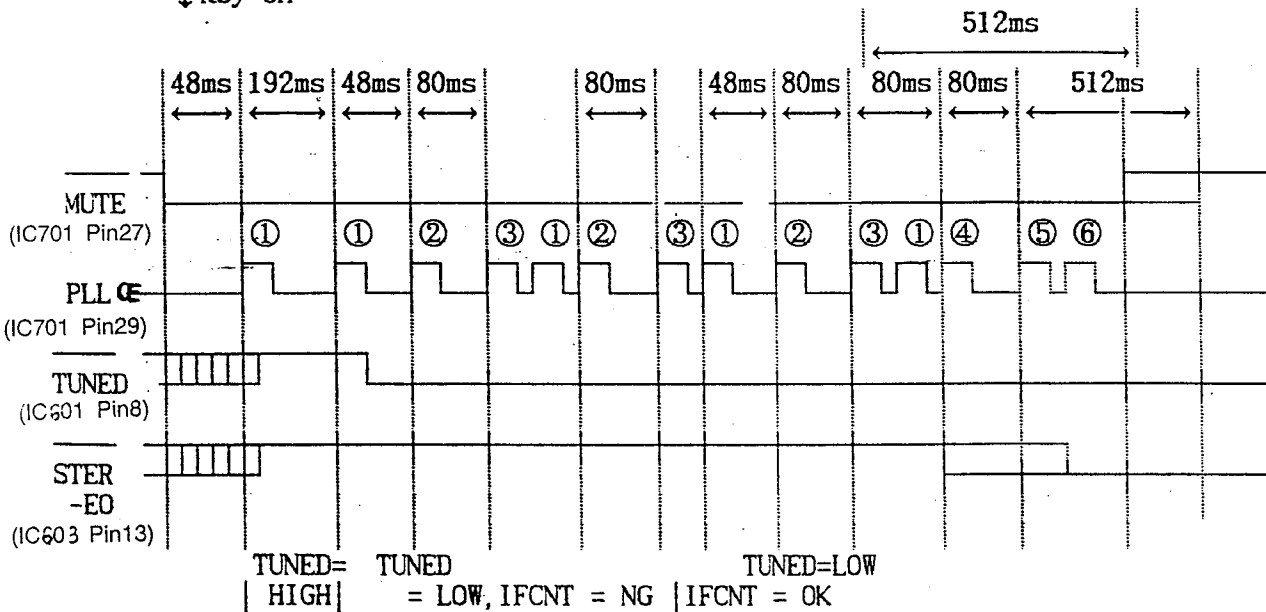 Key on
512ms
48ms 192ms 48ms 80ms 80ms 48ms 80ms 80ms 80ms 512ms
MUTE
(IC701 Pin27)
① ① ② ③ ① ② ③ ① ② ③ ① ④ ⑤ ⑥
PLL CE
(IC701 Pin29)
TUNED
(IC601 Pin8)
STER
-EO
(IC603 Pin13)
TUNED= TUNED TUNED=LOW
HIGH = LOW, IFCNT = NG IFCNT = OK